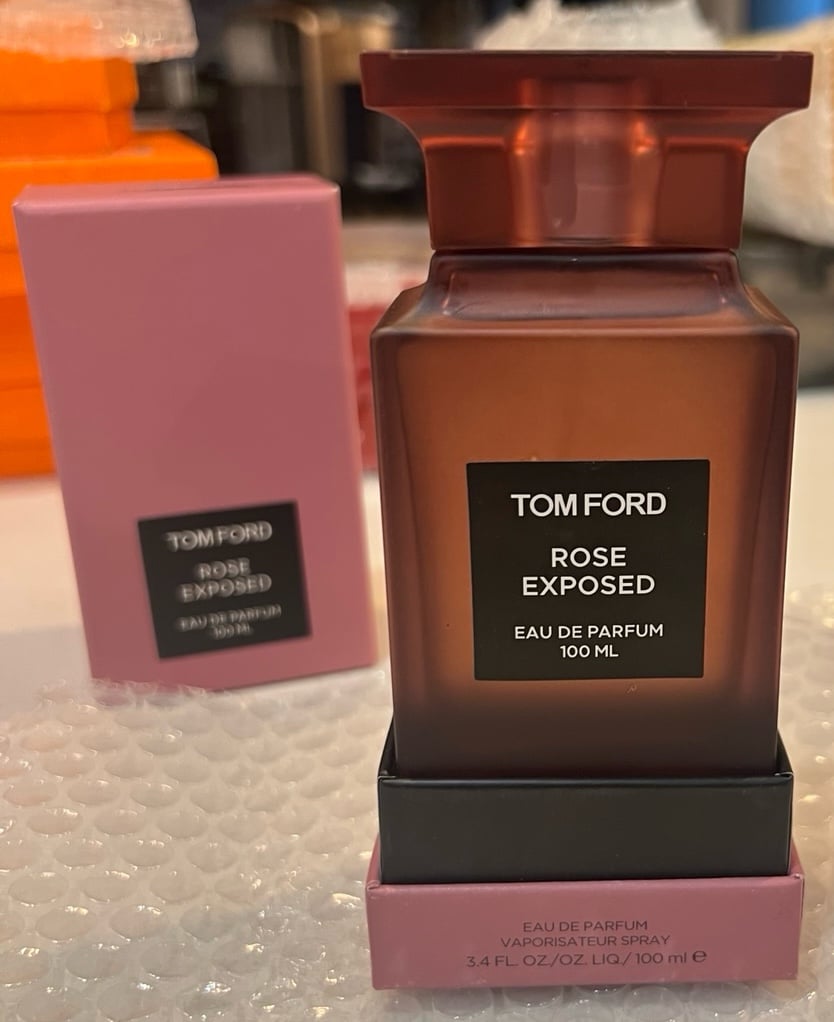 TOM FORD
ROSE
EXPOSED
EAU DE PARFUM
100 ML
TOM FORD
ROSE
EXPOSED
EAU DE PARFUM
100 ML
EAU DE PARFUM
VAPORISATEUR SPRAY
3.4 FL. OZ./OZ. LIQ./ 100 ml ℮